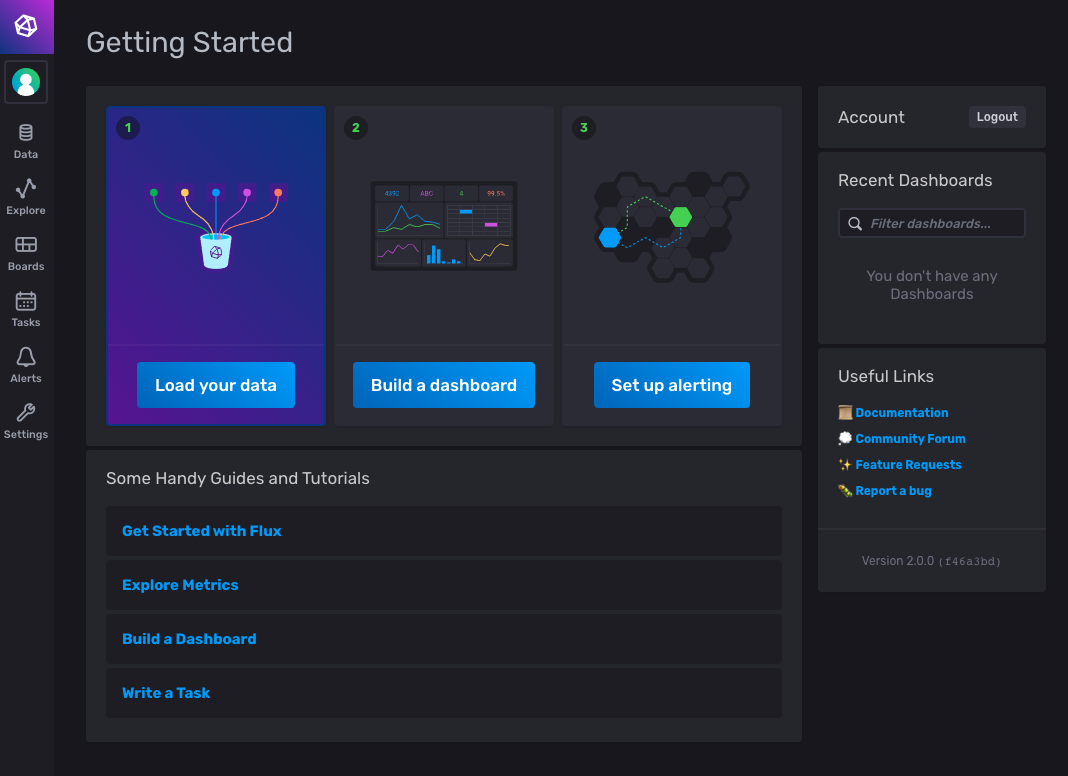 Getting Started
Data
Explore
Boards
Tasks
Alerts
Settings
1
2
3
4392
ABC
4
99.5%
Load your data
Build a dashboard
Set up alerting
Some Handy Guides and Tutorials
Get Started with Flux
Explore Metrics
Build a Dashboard
Write a Task
Account
Logout
Recent Dashboards
Filter dashboards...
You don't have any
Dashboards
Useful Links
Documentation
Community Forum
Feature Requests
Report a bug
Version 2.0.0 (f46a3bd)